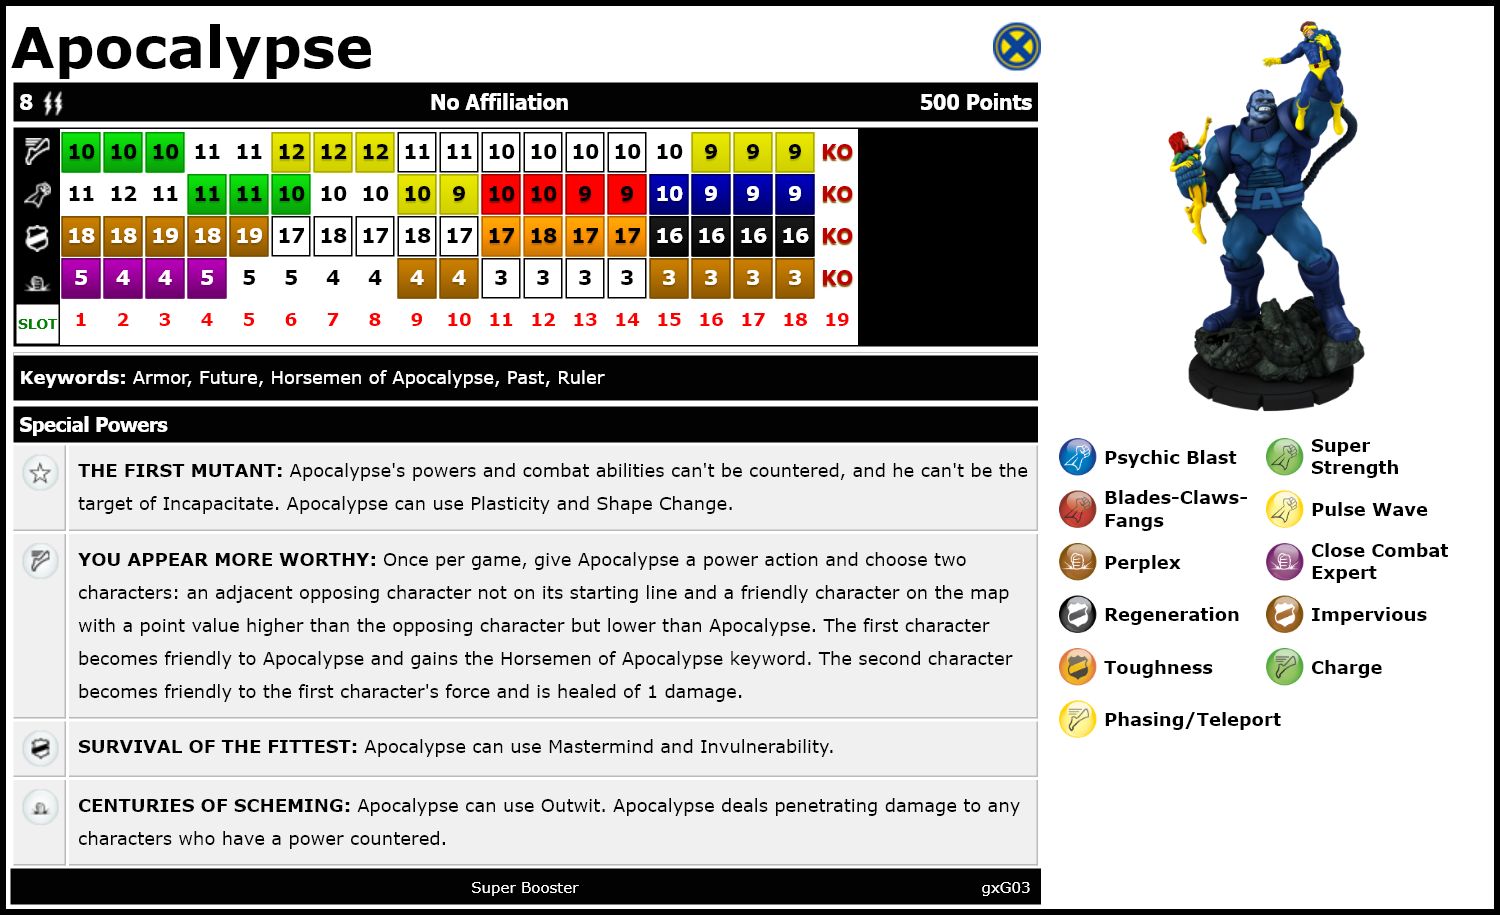 Apocalypse
8 No Affiliation 500 Points
10 10 10 11 11 12 12 12 11 11 10 10 10 10 10 9 9 9 KO
11 12 11 11 11 10 10 10 10 9 10 10 9 9 10 9 9 9 KO
18 18 19 18 19 17 18 17 18 17 17 18 17 17 16 16 16 16 KO
5 4 4 5 5 5 4 4 4 4 3 3 3 3 3 3 3 3 KO
SLOT 1 2 3 4 5 6 7 8 9 10 11 12 13 14 15 16 17 18 19
Keywords: Armor, Future, Horsemen of Apocalypse, Past, Ruler
Special Powers
THE FIRST MUTANT: Apocalypse's powers and combat abilities can't be countered, and he can't be the
target of Incapacitate. Apocalypse can use Plasticity and Shape Change.
YOU APPEAR MORE WORTHY: Once per game, give Apocalypse a power action and choose two
characters: an adjacent opposing character not on its starting line and a friendly character on the map
with a point value higher than the opposing character but lower than Apocalypse. The first character
becomes friendly to Apocalypse and gains the Horsemen of Apocalypse keyword. The second character
becomes friendly to the first character's force and is healed of 1 damage.
SURVIVAL OF THE FITTEST: Apocalypse can use Mastermind and Invulnerability.
CENTURIES OF SCHEMING: Apocalypse can use Outwit. Apocalypse deals penetrating damage to any
characters who have a power countered.
Super Booster gxG03
Psychic Blast
Super
Strength
Blades-Claws-
Fangs
Pulse Wave
Perplex
Close Combat
Expert
Regeneration
Impervious
Toughness
Charge
Phasing/Teleport